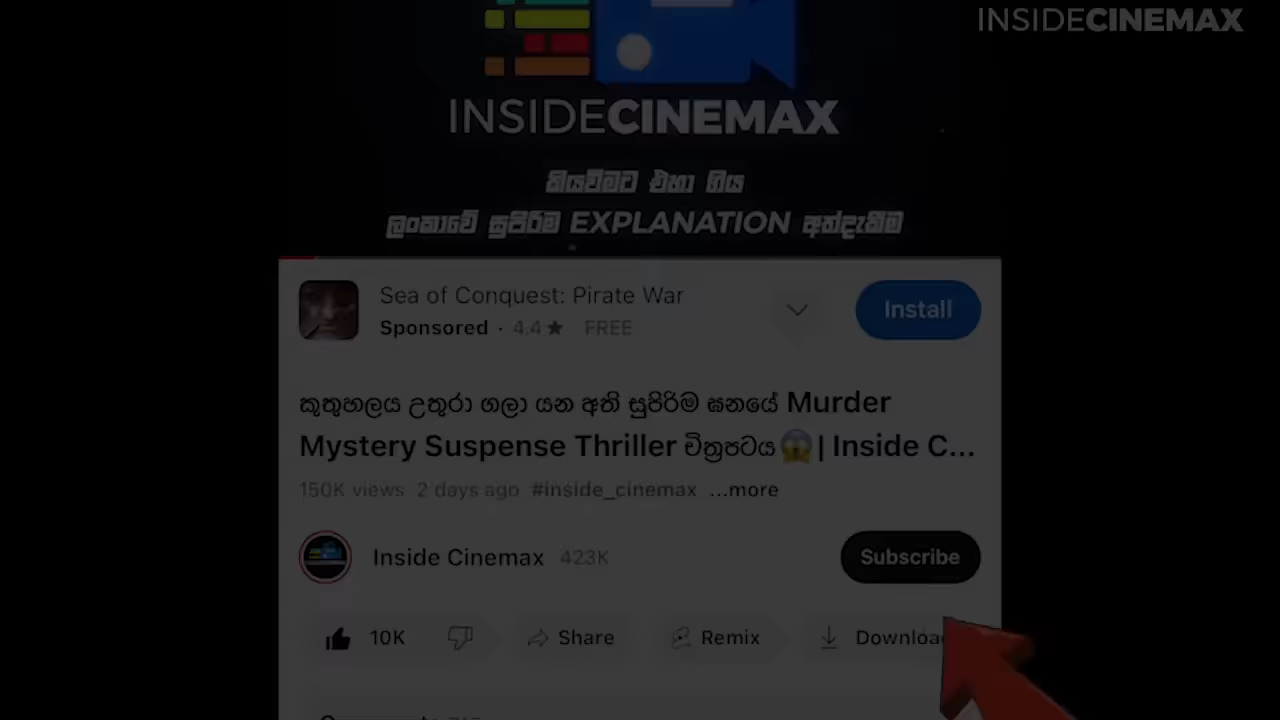 INSIDECINEMAX
INSIDECINEMAX
කියවීමට එහා ගිය
ලංකාවේ සුපිරිම EXPLANATION අත්දැකීම
Sea of Conquest: Pirate War
Sponsored · 4.4 ★ FREE
Install
කුතුහලය උතුරා ගලා යන අති සුපිරිම ඝනයේ Murder
Mystery Suspense Thriller චිත්‍රපටය😱 | Inside C...
150K views 2 days ago #inside_cinemax ...more
Inside Cinemax 423K
Subscribe
10K Share Remix Downloa